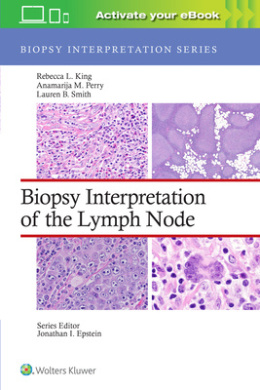 Activate your eBook
BIOPSY INTERPRETATION SERIES
Rebecca L. King
Anamarija M. Perry
Lauren B. Smith
Biopsy Interpretation
of the Lymph Node
Series Editor
Jonathan I. Epstein
Wolters Kluwer